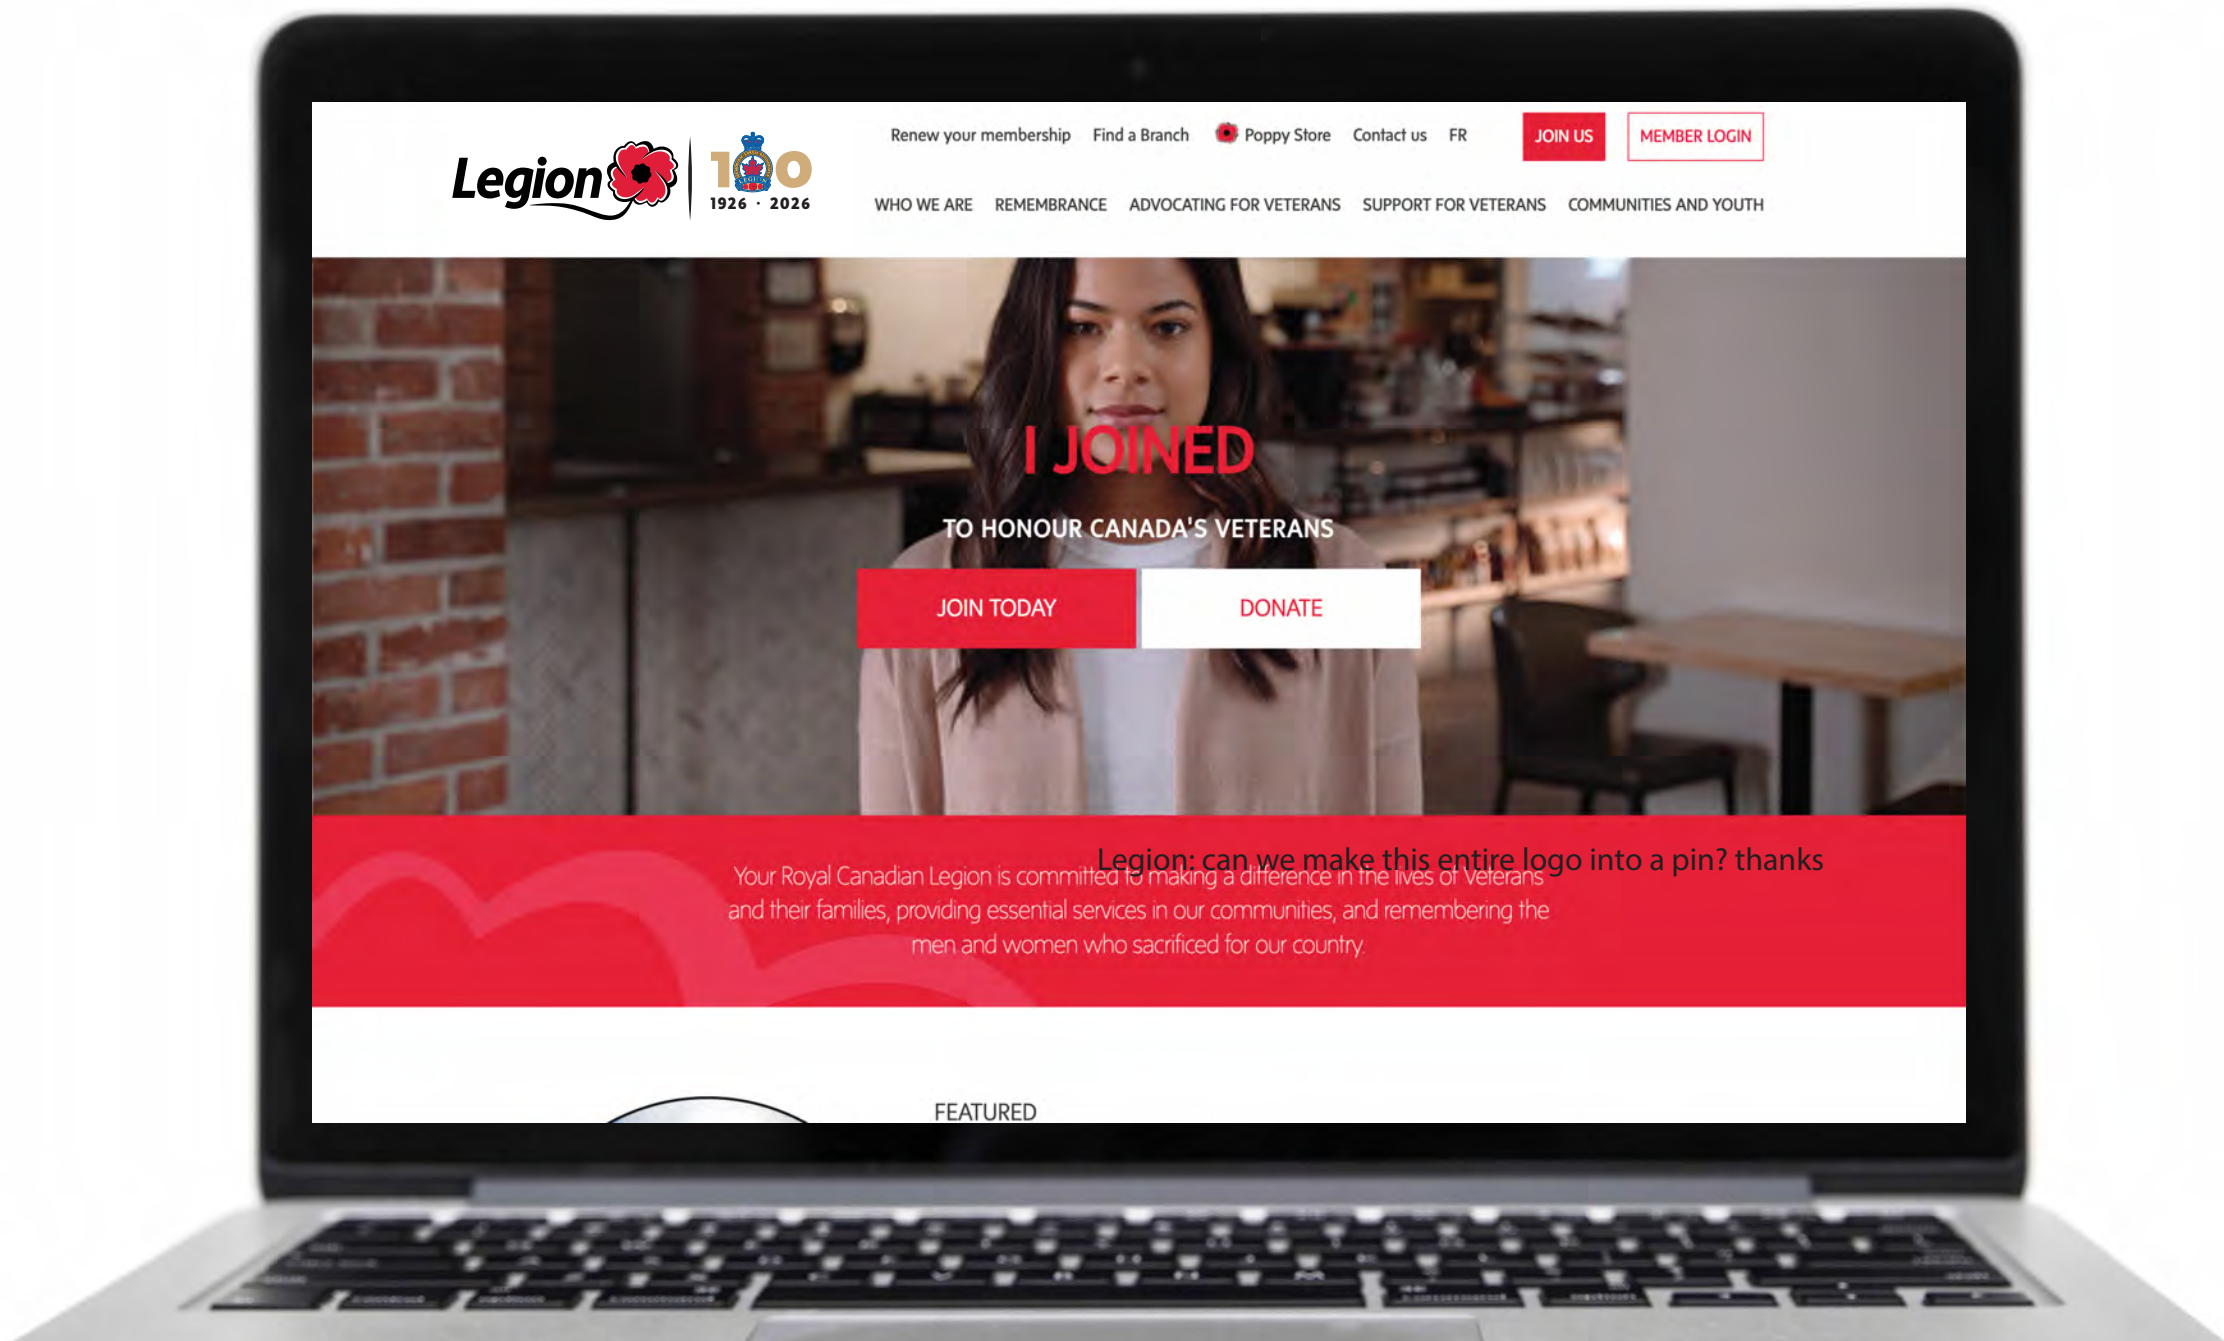 Legion
100
1926 · 2026
LEGION
Renew your membership Find a Branch Poppy Store Contact us FR
JOIN US
MEMBER LOGIN
WHO WE ARE REMEMBRANCE ADVOCATING FOR VETERANS SUPPORT FOR VETERANS COMMUNITIES AND YOUTH
I JOINED
TO HONOUR CANADA'S VETERANS
JOIN TODAY
DONATE
Legion: can we make this entire logo into a pin? thanks
Your Royal Canadian Legion is committed to making a difference in the lives of Veterans
and their families, providing essential services in our communities, and remembering the
men and women who sacrificed for our country.
FEATURED